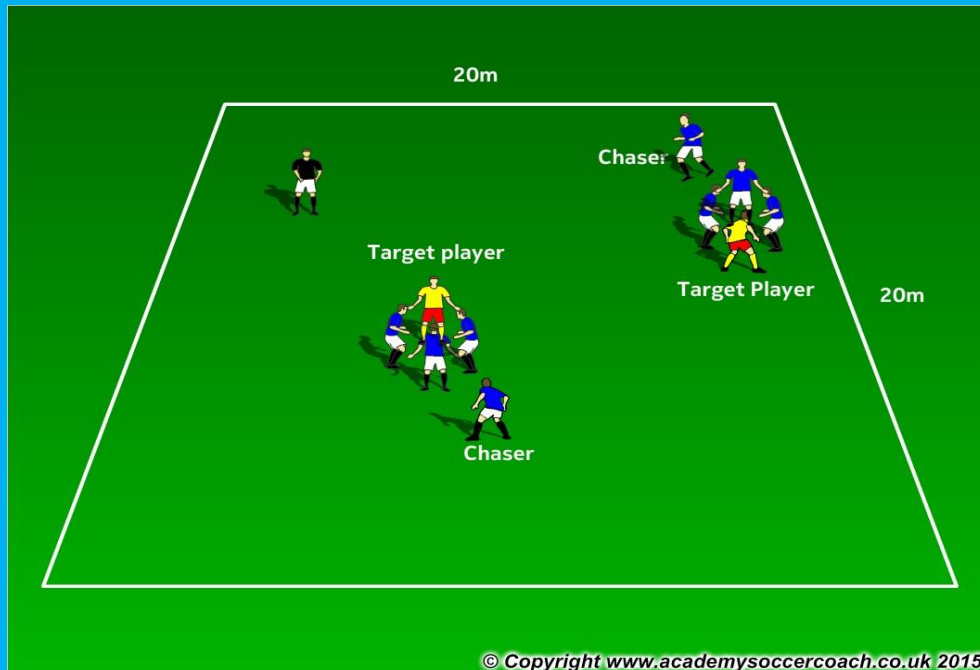 20m
Chaser
Target player
Target Player
20m
Chaser
© Copyright www.academysoccercoach.co.uk 2015